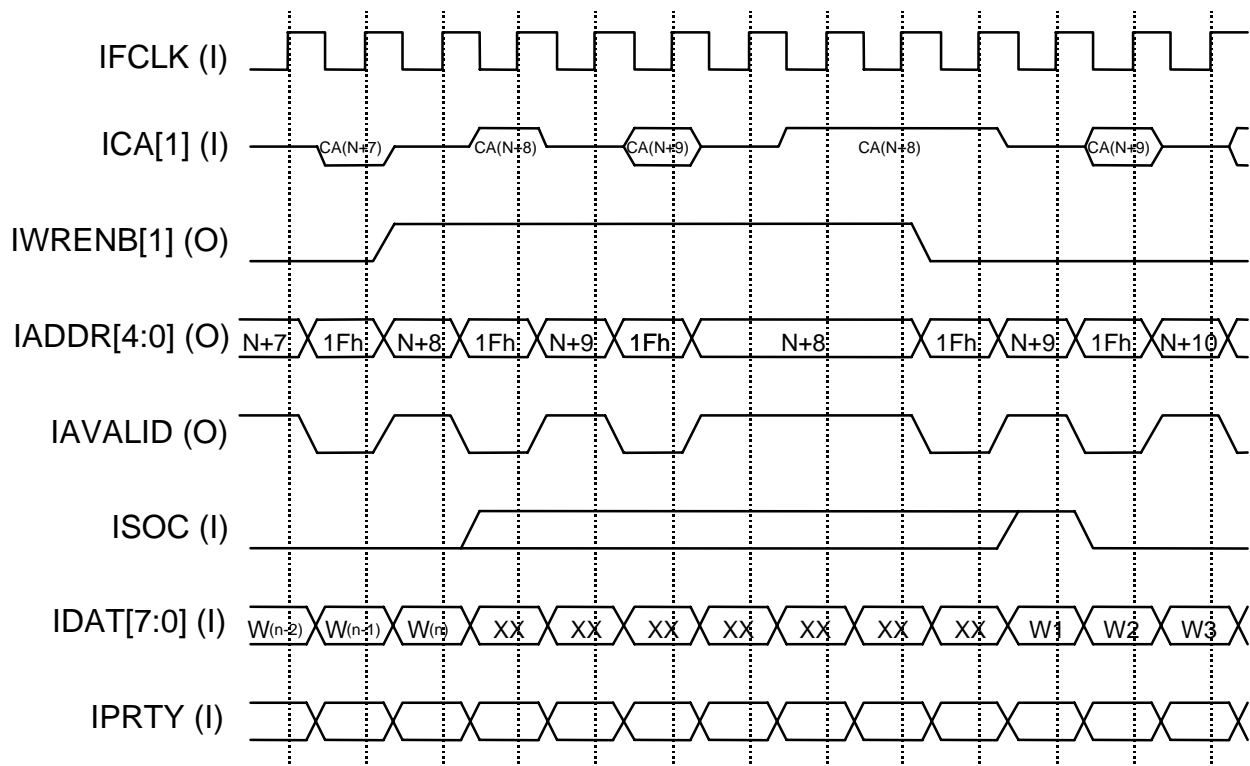 IFCLK (I)
ICA[1] (I) CA(N+7) CA(N+8) CA(N+9) CA(N+8) CA(N+9)
IWRENB[1] (O)
IADDR[4:0] (O) N+7 1Fh N+8 1Fh N+9 1Fh N+8 1Fh N+9 1Fh N+10
IAVALID (O)
ISOC (I)
IDAT[7:0] (I) W(n-2) W(n-1) W(n) XX XX XX XX XX XX XX W1 W2 W3
IPRTY (I)